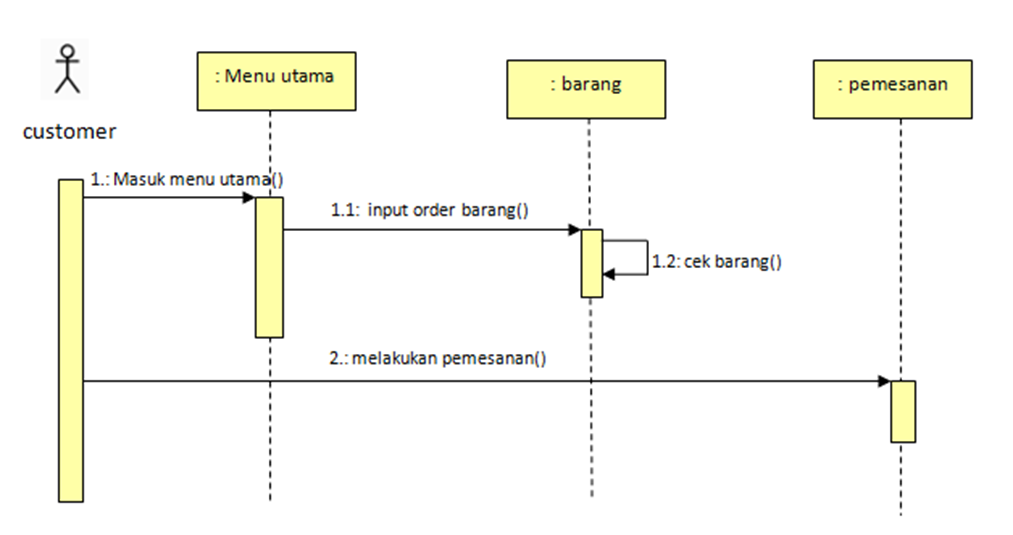 : Menu utama
: barang
: pemesanan
customer
1.: Masuk menu utama()
1.1: input order barang()
1.2: cek barang()
2.: melakukan pemesanan()